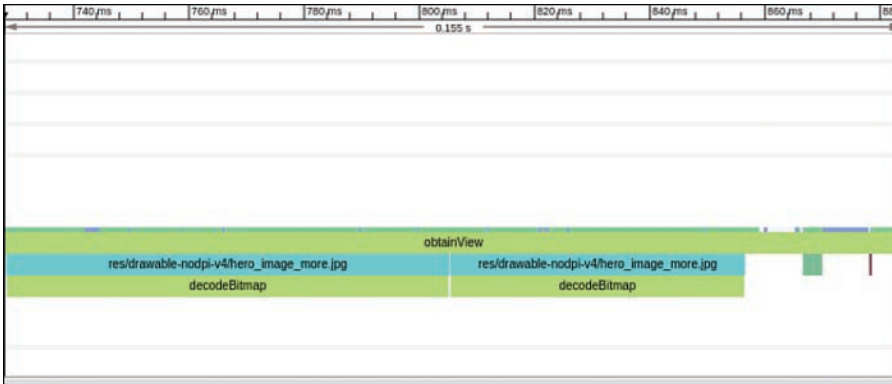 740 ms 760 ms 780 ms 800 ms 820 ms 840 ms 860 ms
0.155 s
obtainView
res/drawable-nodpi-v4/hero_image_more.jpg res/drawable-nodpi-v4/hero_image_more.jpg
decodeBitmap decodeBitmap